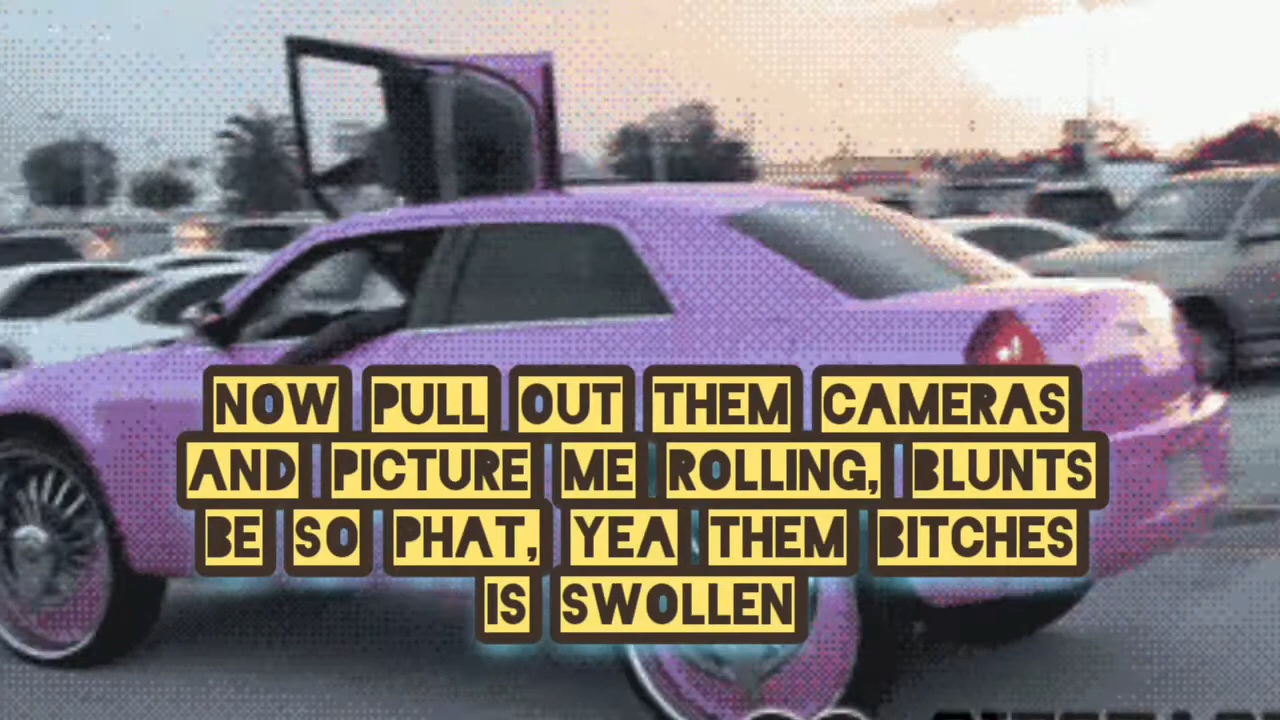 NOW PULL OUT THEM CAMERAS
AND PICTURE ME ROLLING, BLUNTS
BE SO PHAT, YEA THEM BITCHES
IS SWOLLEN